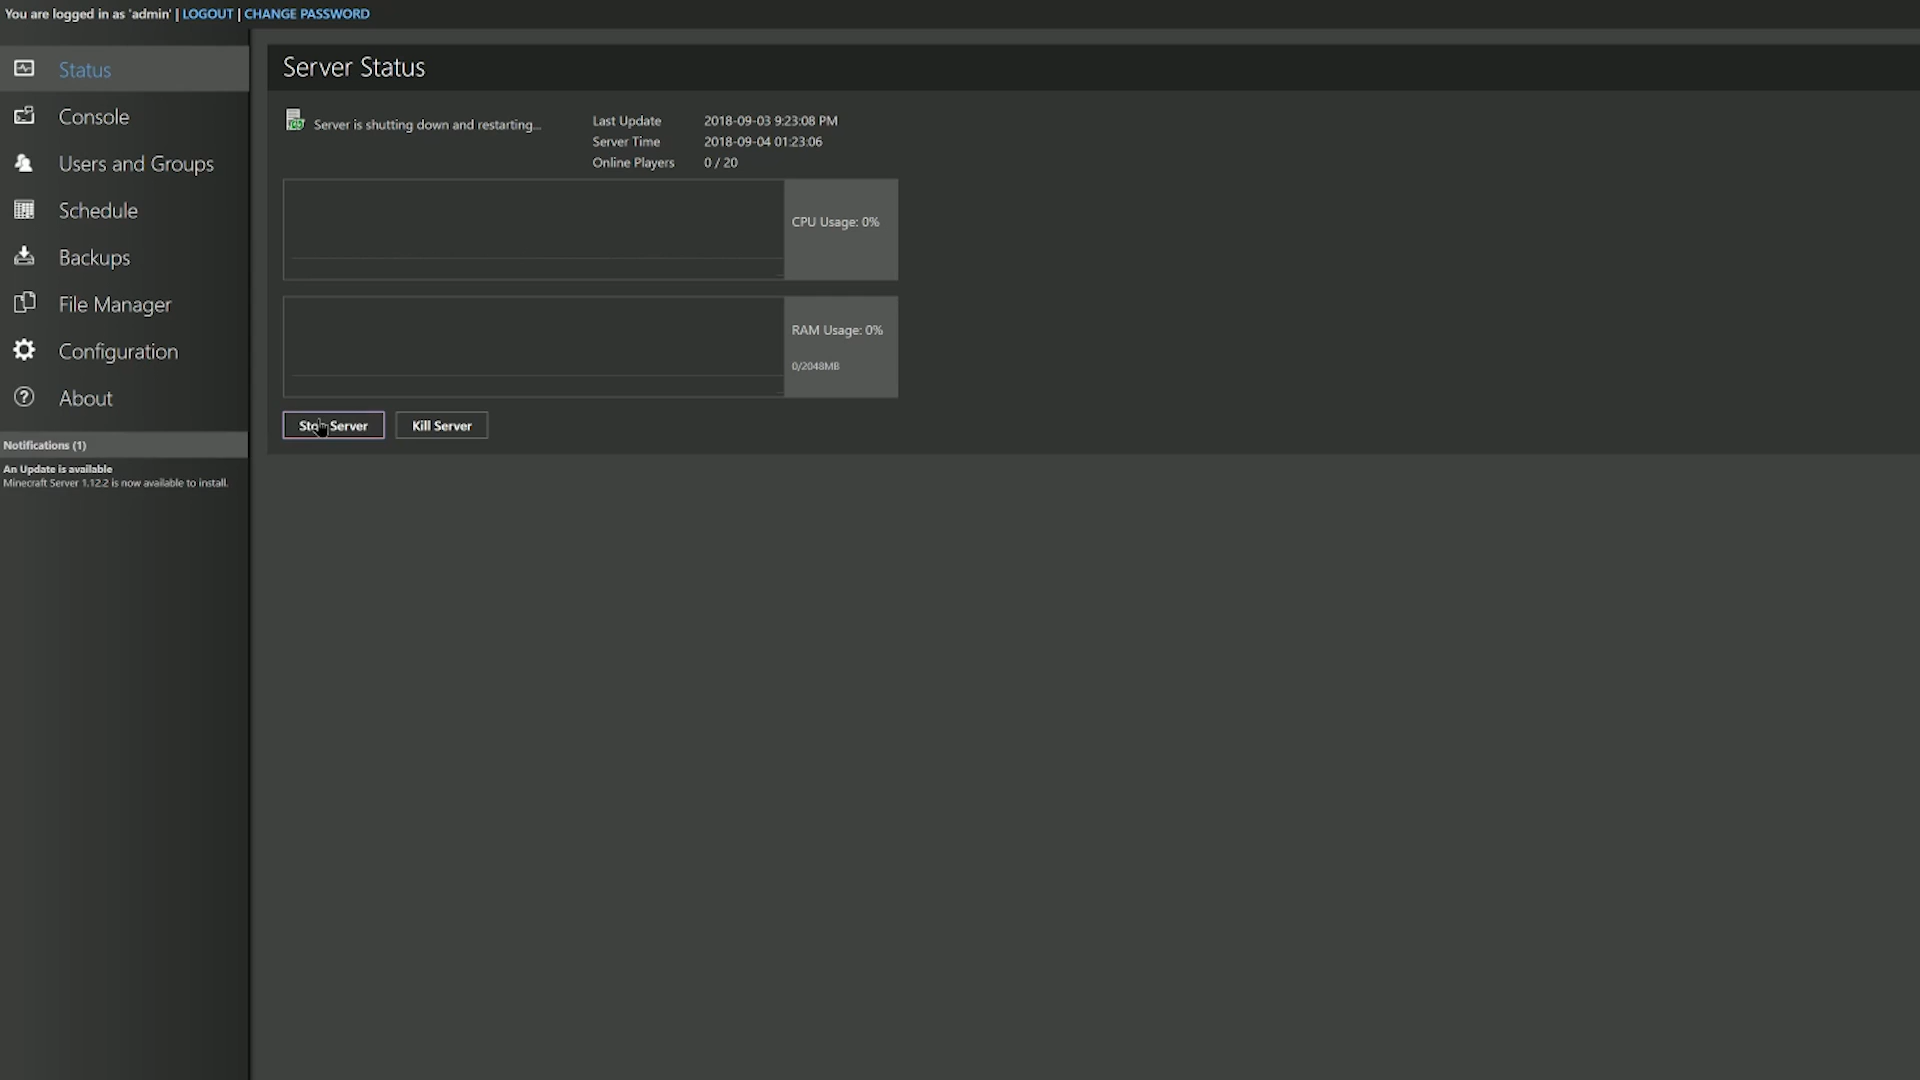 You are logged in as 'admin' | LOGOUT | CHANGE PASSWORD
Status
Console
Users and Groups
Schedule
Backups
File Manager
Configuration
About
Notifications (1)
An Update is available
Minecraft Server 1.12.2 is now available to install.
Server Status
Server is shutting down and restarting...
Last Update 2018-09-03 9:23:08 PM
Server Time 2018-09-04 01:23:06
Online Players 0 / 20
CPU Usage: 0%
RAM Usage: 0%
0/2048MB
Stop Server
Kill Server